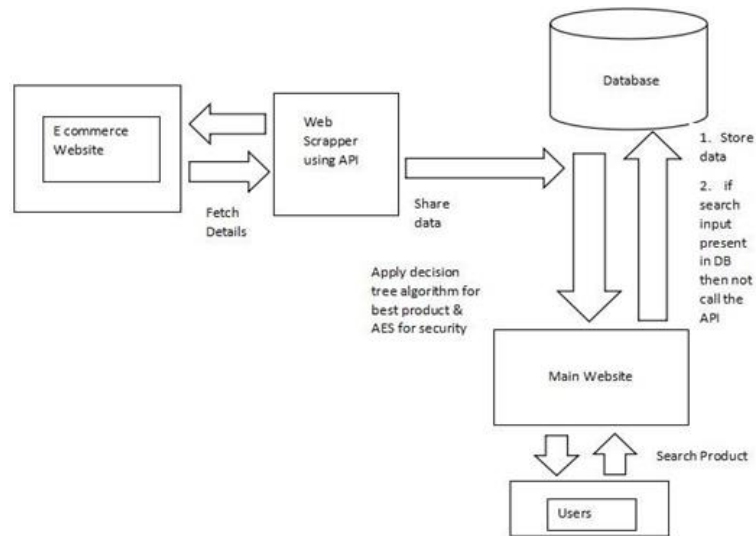 Database
E commerce
Website
Web
Scrapper
using API
Fetch
Details
Share
data
1. Store
data
2. if
search
input
present
in DB
then not
call the
API
Apply decision
tree algorithm for
best product &
AES for security
Main Website
Search Product
Users